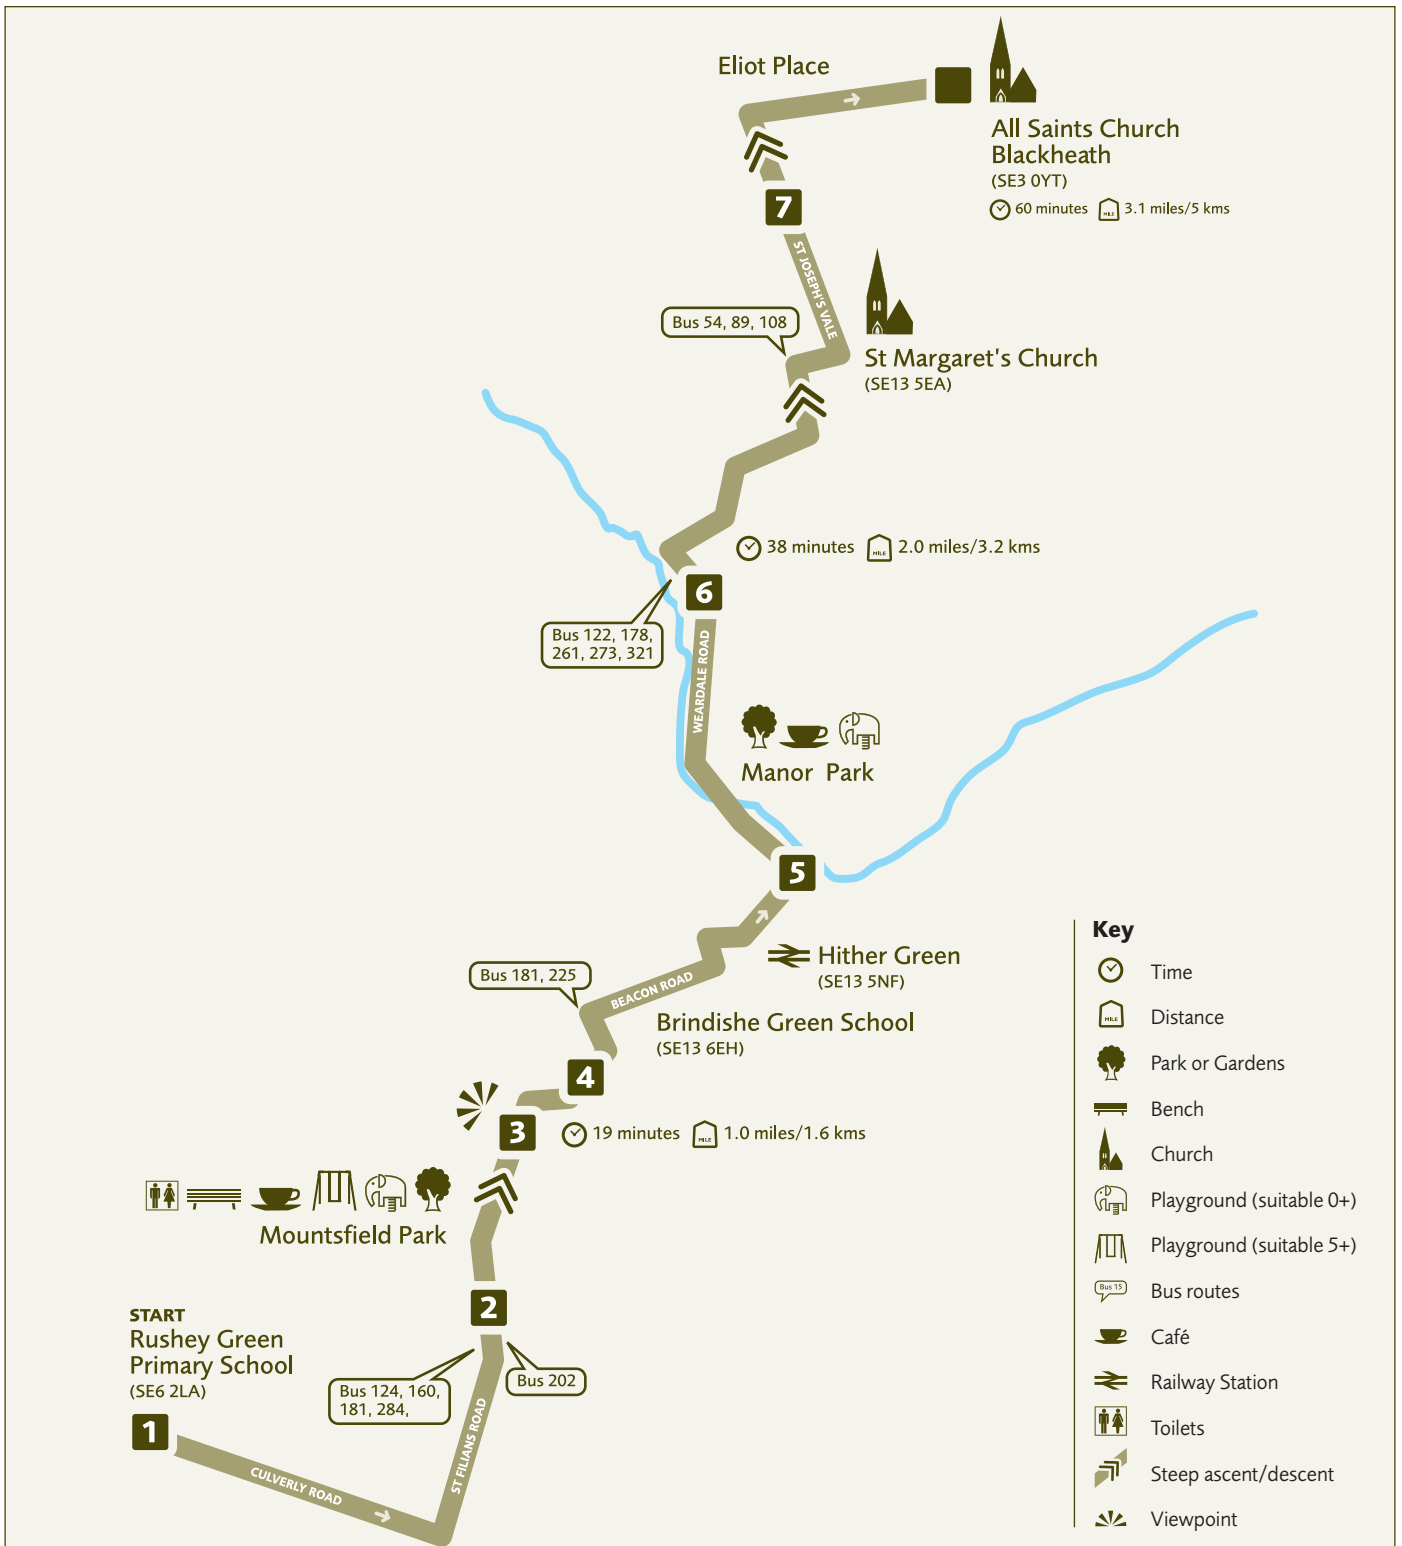 Eliot Place
All Saints Church
Blackheath
(SE3 0YT)
60 minutes MILE 3.1 miles/5 kms
7
ST JOSEPH'S VALE
Bus 54, 89, 108
St Margaret's Church
(SE13 5EA)
38 minutes MILE 2.0 miles/3.2 kms
6
Bus 122, 178,
261, 273, 321
WEARDALE ROAD
Manor Park
5
Hither Green
(SE13 5NF)
Bus 181, 225
BEACON ROAD
Brindishe Green School
(SE13 6EH)
4
3
19 minutes MILE 1.0 miles/1.6 kms
Mountsfield Park
2
START
Rushey Green
Primary School
(SE6 2LA)
Bus 124, 160,
181, 284,
Bus 202
1
CULVERLY ROAD
ST FILIANS ROAD
Key
Time
MILE Distance
Park or Gardens
Bench
Church
Playground (suitable 0+)
Playground (suitable 5+)
Bus 15 Bus routes
Café
Railway Station
Toilets
Steep ascent/descent
Viewpoint